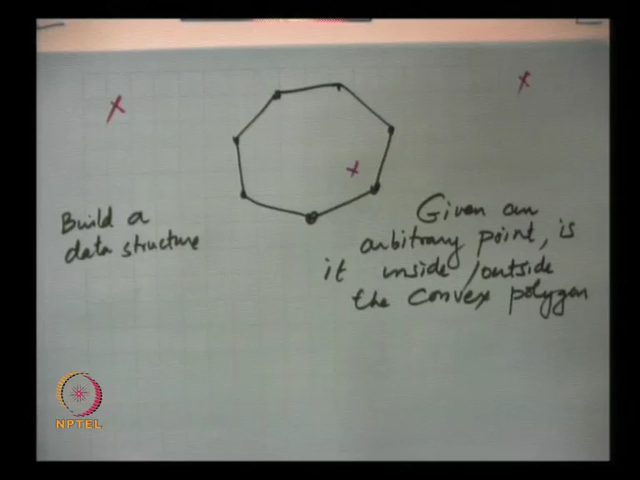 Build a
data structure
Given an
arbitrary point, is
it inside/outside
the convex polygon
NPTEL